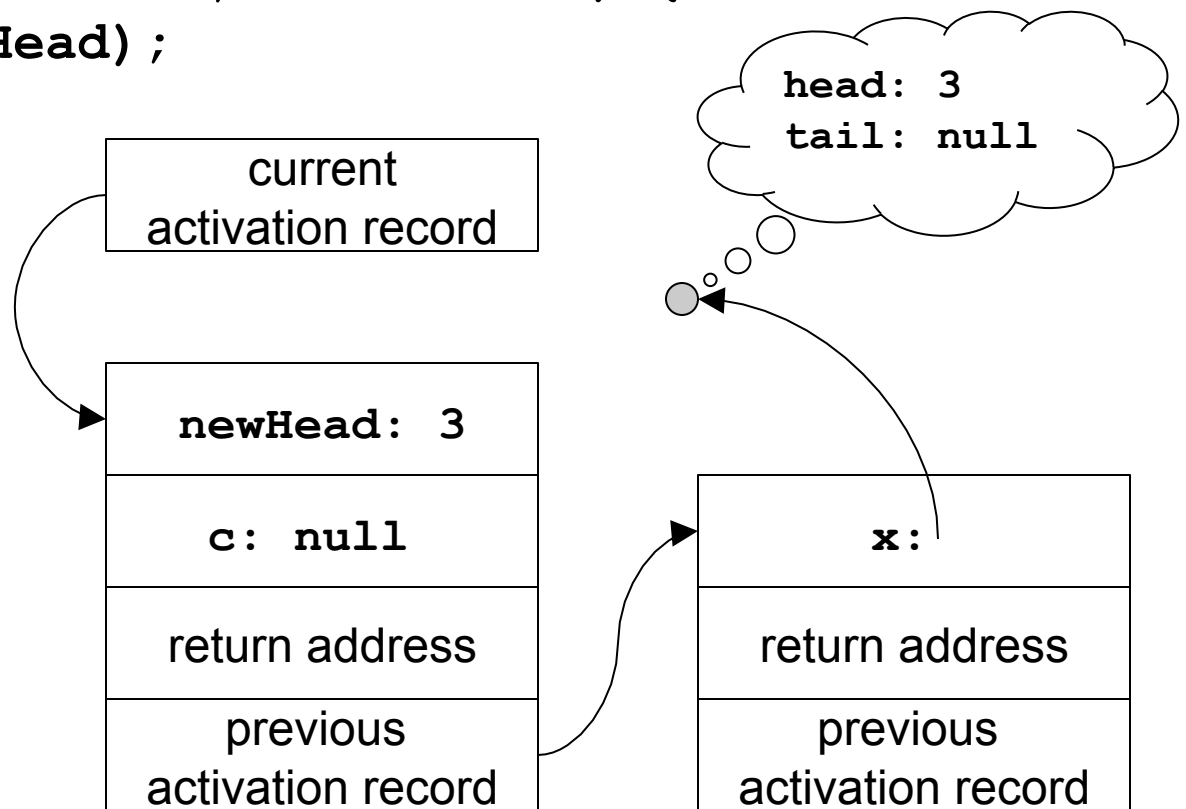 Head);
head: 3
tail: null
current
activation record
newHead: 3
c: null
x:
return address
return address
previous
activation record
previous
activation record